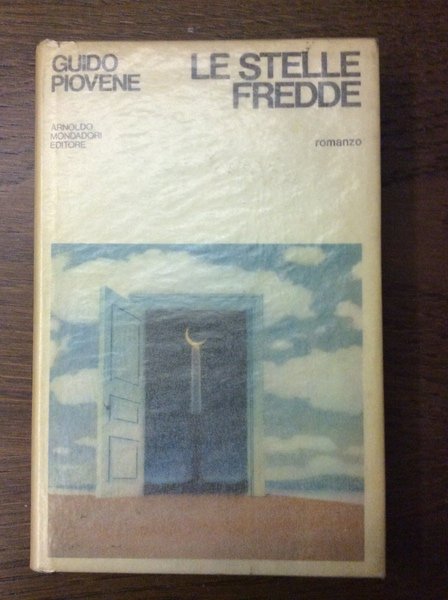 GUIDO
PIOVENE
ARNOLDO
MONDADORI
EDITORE
LE STELLE
FREDDE
romanzo